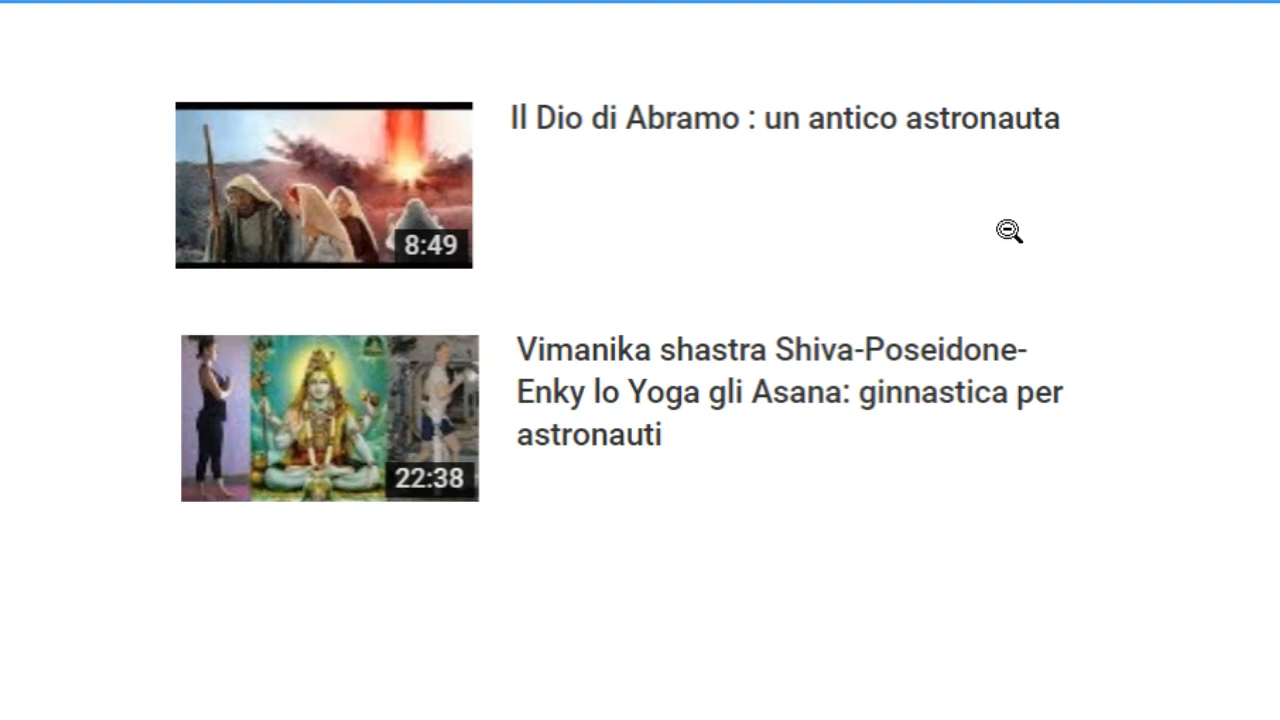 Il Dio di Abramo : un antico astronauta
8:49
Vimanika shastra Shiva-Poseidone-
Enky lo Yoga gli Asana: ginnastica per
astronauti
22:38